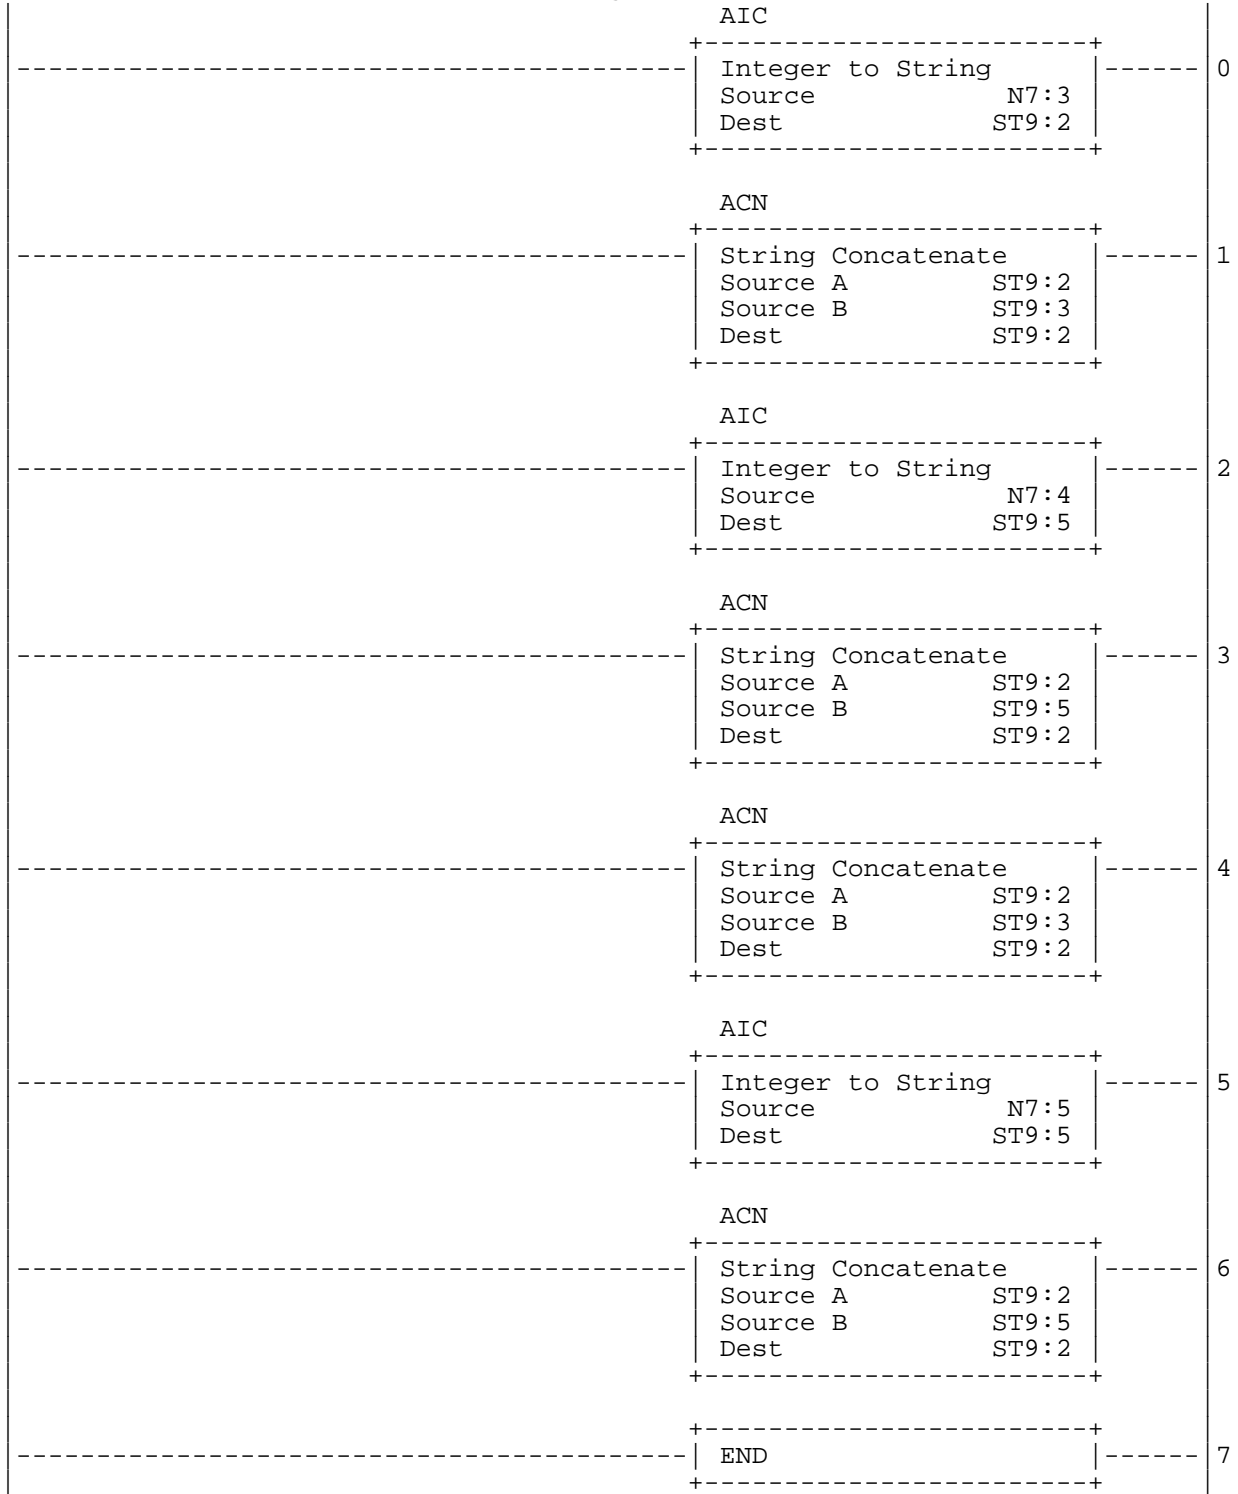 AIC
Integer to String 0
Source N7:3
Dest ST9:2
ACN
String Concatenate 1
Source A ST9:2
Source B ST9:3
Dest ST9:2
AIC
Integer to String 2
Source N7:4
Dest ST9:5
ACN
String Concatenate 3
Source A ST9:2
Source B ST9:5
Dest ST9:2
ACN
String Concatenate 4
Source A ST9:2
Source B ST9:3
Dest ST9:2
AIC
Integer to String 5
Source N7:5
Dest ST9:5
ACN
String Concatenate 6
Source A ST9:2
Source B ST9:5
Dest ST9:2
END 7